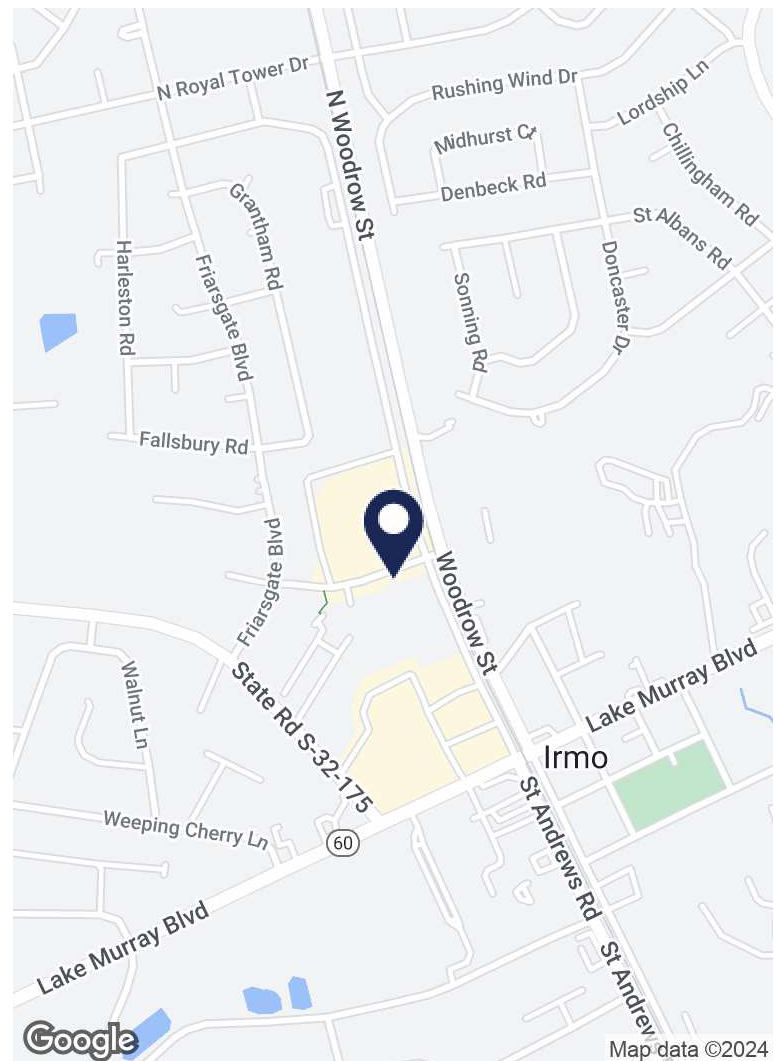 N Royal Tower Dr
Rushing Wind Dr
Lordship Ln
N Woodrow St
Midhurst Ct
Chillingham Rd
Denbeck Rd
Grantham Rd
St Albans Rd
Harleston Rd
Friarsgate Blvd
Sonning Rd
Doncaster Dr
Fallsbury Rd
Friarsgate Blvd
Woodrow St
Walnut Ln
State Rd S-32-175
Lake Murray Blvd
Irmo
Weeping Cherry Ln
60
St Andrews Rd
Lake Murray Blvd
St Andrews
Google
Map data ©2024